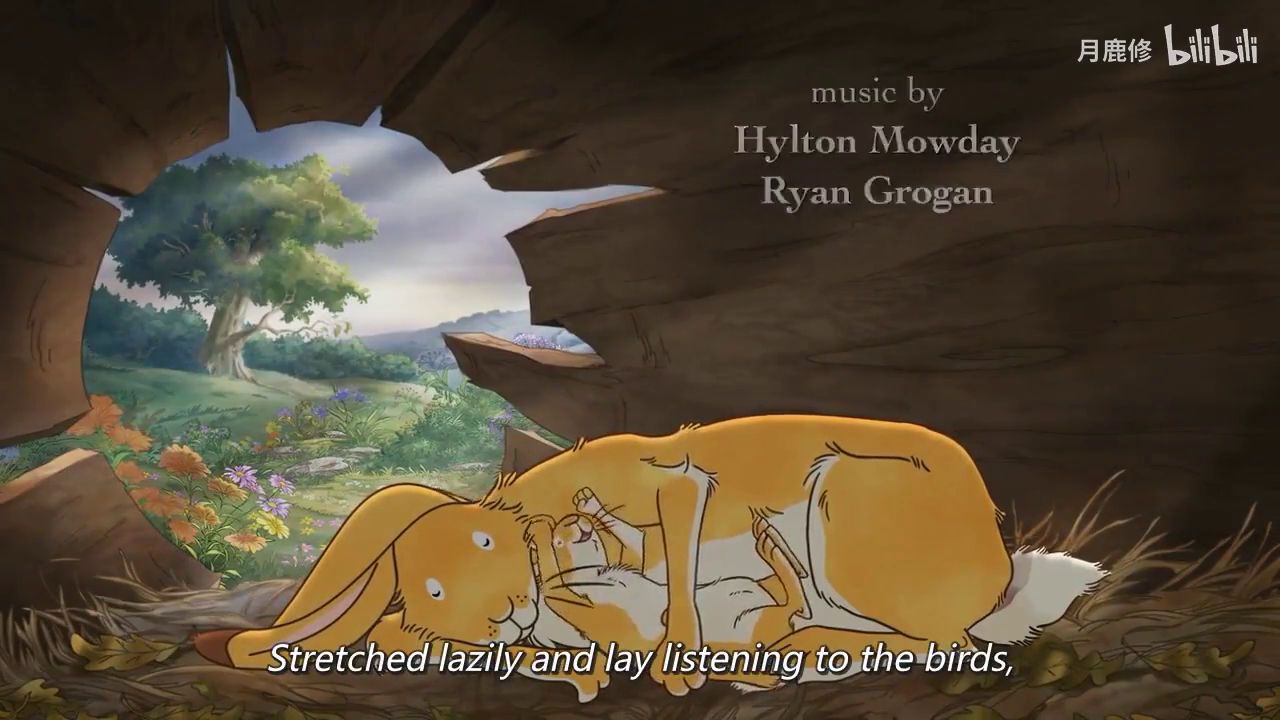 月鹿修 bilibili
music by
Hylton Mowday
Ryan Grogan
Stretched lazily and lay listening to the birds,